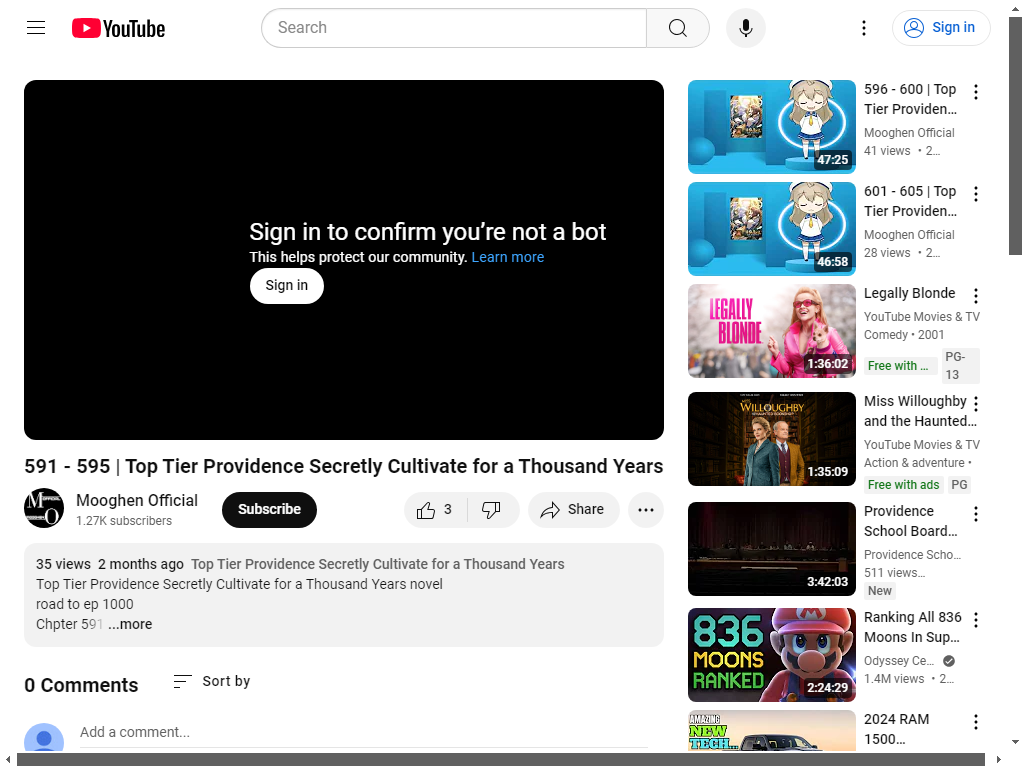 YouTube
Search
Sign in
Sign in to confirm you're not a bot
This helps protect our community. Learn more
Sign in
591 - 595 | Top Tier Providence Secretly Cultivate for a Thousand Years
Mooghen Official
1.27K subscribers
Subscribe
3
Share
35 views 2 months ago Top Tier Providence Secretly Cultivate for a Thousand Years
Top Tier Providence Secretly Cultivate for a Thousand Years novel
road to ep 1000
Chpter 591 ...more
0 Comments
Sort by
Add a comment...
47:25
596 - 600 | Top
Tier Providen...
Mooghen Official
41 views • 2...
46:58
601 - 605 | Top
Tier Providen...
Mooghen Official
28 views • 2...
LEGALLY
BLONDE
1:36:02
Legally Blonde
YouTube Movies & TV
Comedy • 2001
Free with ...
PG-
13
MISS
WILLOUGHBY
1:35:09
Miss Willoughby
and the Haunted...
YouTube Movies & TV
Action & adventure •
Free with ads
PG
3:42:03
Providence
School Board...
Providence Scho...
511 views...
New
836
MOONS
RANKED
2:24:29
Ranking All 836
Moons In Sup...
Odyssey Ce...
1.4M views • 2...
AMAZING
NEW
TECH...
2024 RAM
1500...